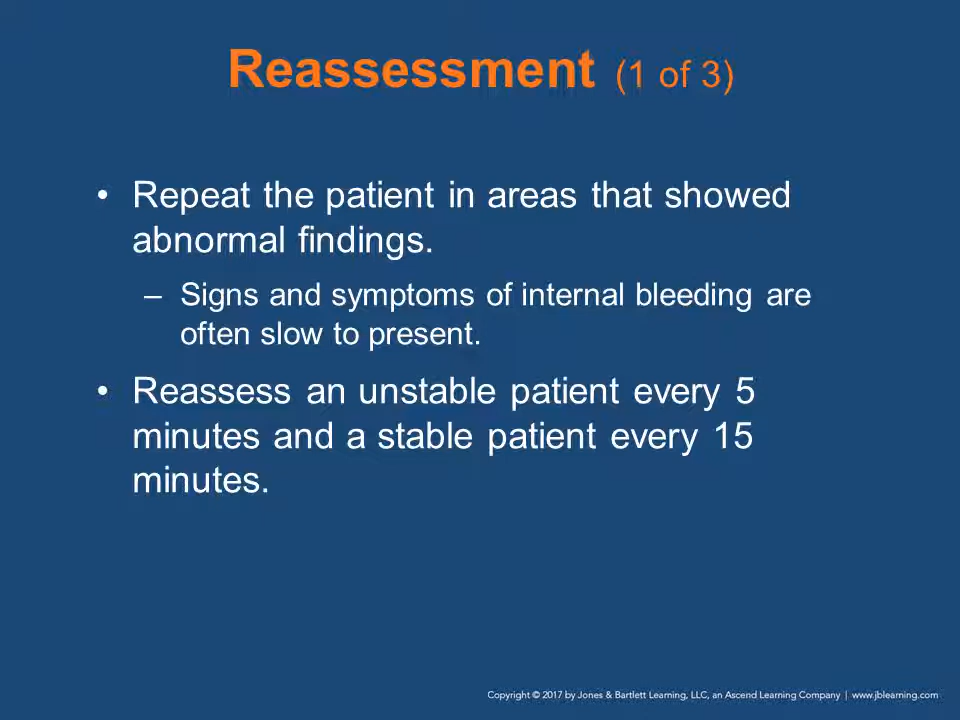 Reassessment (1 of 3)
• Repeat the patient in areas that showed
abnormal findings.
– Signs and symptoms of internal bleeding are
often slow to present.
• Reassess an unstable patient every 5
minutes and a stable patient every 15
minutes.
Copyright © 2017 by Jones & Bartlett Learning, LLC, an Ascend Learning Company | www.jblearning.com